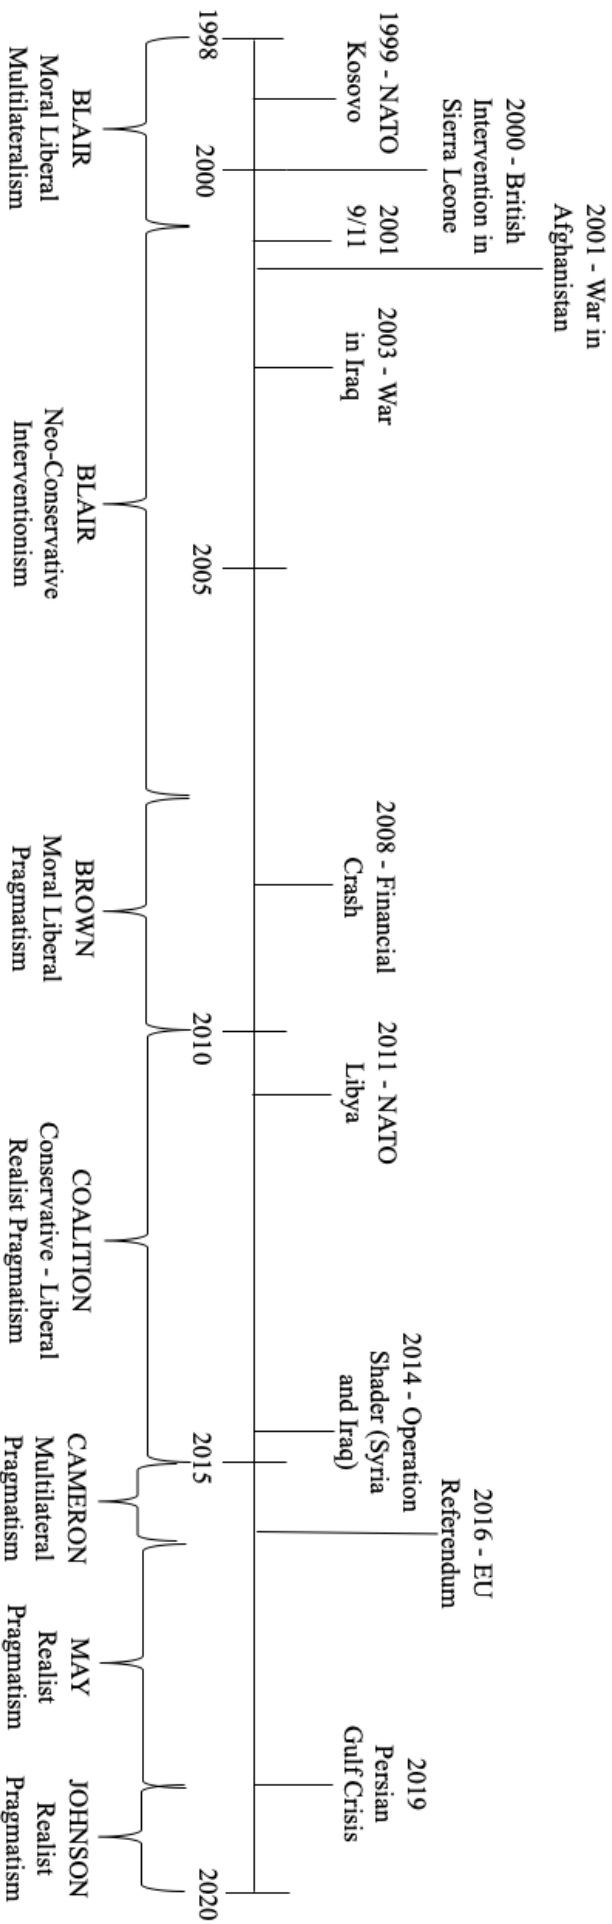 2001 - War in
Afghanistan
2000 - British
Intervention in
Sierra Leone
1999 - NATO
Kosovo
2001
9/11
2003 - War
in Iraq
2008 - Financial
Crash
2011 - NATO
Libya
2014 - Operation
Shader (Syria
and Iraq)
2016 - EU
Referendum
2019
Persian
Gulf Crisis
1998
2000
2005
2010
2015
2020
BLAIR
Moral Liberal
Multilateralism
BLAIR
Neo-Conservative
Interventionism
BROWN
Moral Liberal
Pragmatism
COALITION
Conservative - Liberal
Realist Pragmatism
CAMERON
Multilateral
Pragmatism
MAY
Realist
Pragmatism
JOHNSON
Realist
Pragmatism